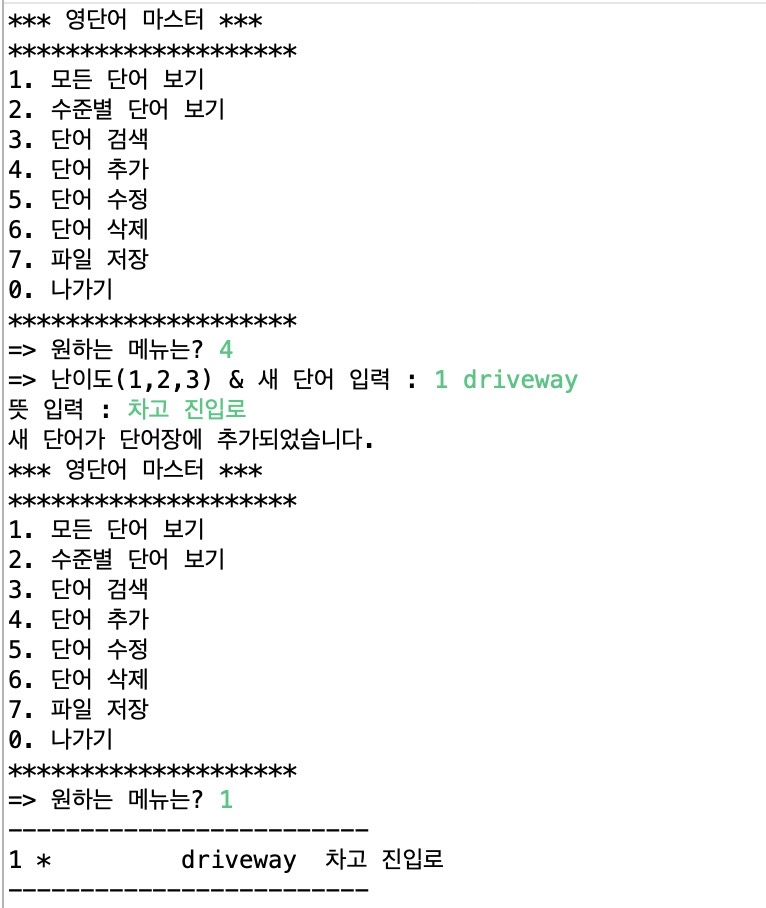 *** 영단어 마스터 ***
********************
1. 모든 단어 보기
2. 수준별 단어 보기
3. 단어 검색
4. 단어 추가
5. 단어 수정
6. 단어 삭제
7. 파일 저장
0. 나가기
********************
=> 원하는 메뉴는? 4
=> 난이도(1,2,3) & 새 단어 입력 : 1 driveway
뜻 입력 : 차고 진입로
새 단어가 단어장에 추가되었습니다.
*** 영단어 마스터 ***
********************
1. 모든 단어 보기
2. 수준별 단어 보기
3. 단어 검색
4. 단어 추가
5. 단어 수정
6. 단어 삭제
7. 파일 저장
0. 나가기
********************
=> 원하는 메뉴는? 1
-------------------------
1 *         driveway  차고 진입로
-------------------------